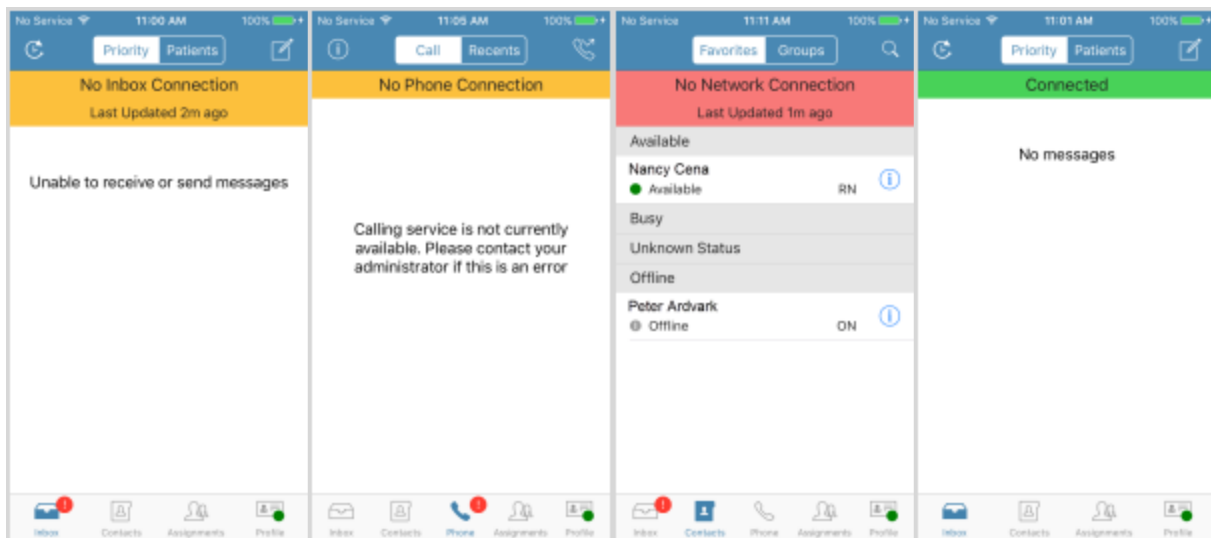 No Service 11:00 AM 100%
Priority Patients
No Inbox Connection
Last Updated 2m ago
Unable to receive or send messages
Inbox Contacts Assignments Profile
No Service 11:05 AM 100%
Call Recents
No Phone Connection
Calling service is not currently
available. Please contact your
administrator if this is an error
Inbox Contacts Phone Assignments Profile
No Service 11:11 AM 100%
Favorites Groups
No Network Connection
Last Updated 1m ago
Available
Nancy Cena
Available RN
Busy
Unknown Status
Offline
Peter Ardvark
Offline ON
Inbox Contacts Phone Assignments Profile
No Service 11:01 AM 100%
Priority Patients
Connected
No messages
Inbox Contacts Assignments Profile